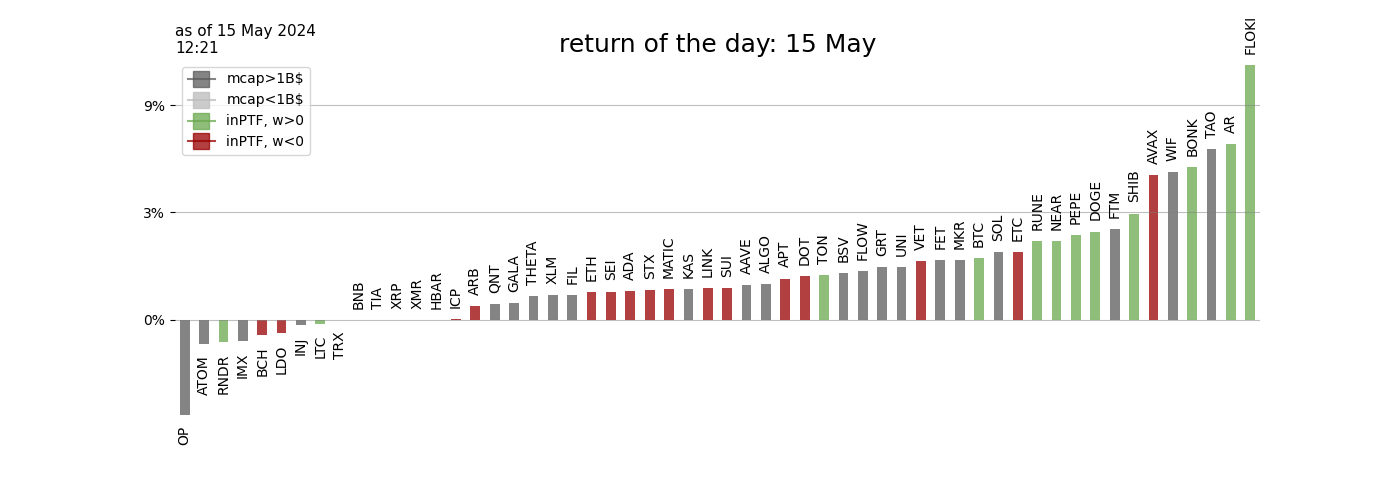 as of 15 May 2024
12:21
return of the day: 15 May
mcap>1B$
mcap<1B$
inPTF, w>0
inPTF, w<0
9%
3%
0%
OP
ATOM
RNDR
IMX
BCH
LDO
INJ
LTC
TRX
BNB
TIA
XRP
XMR
HBAR
ICP
ARB
QNT
GALA
THETA
XLM
FIL
ETH
SEI
ADA
STX
MATIC
KAS
LINK
SUI
AAVE
ALGO
APT
DOT
TON
BSV
FLOW
GRT
UNI
VET
FET
MKR
BTC
SOL
ETC
RUNE
NEAR
PEPE
DOGE
FTM
SHIB
AVAX
WIF
BONK
TAO
AR
FLOKI